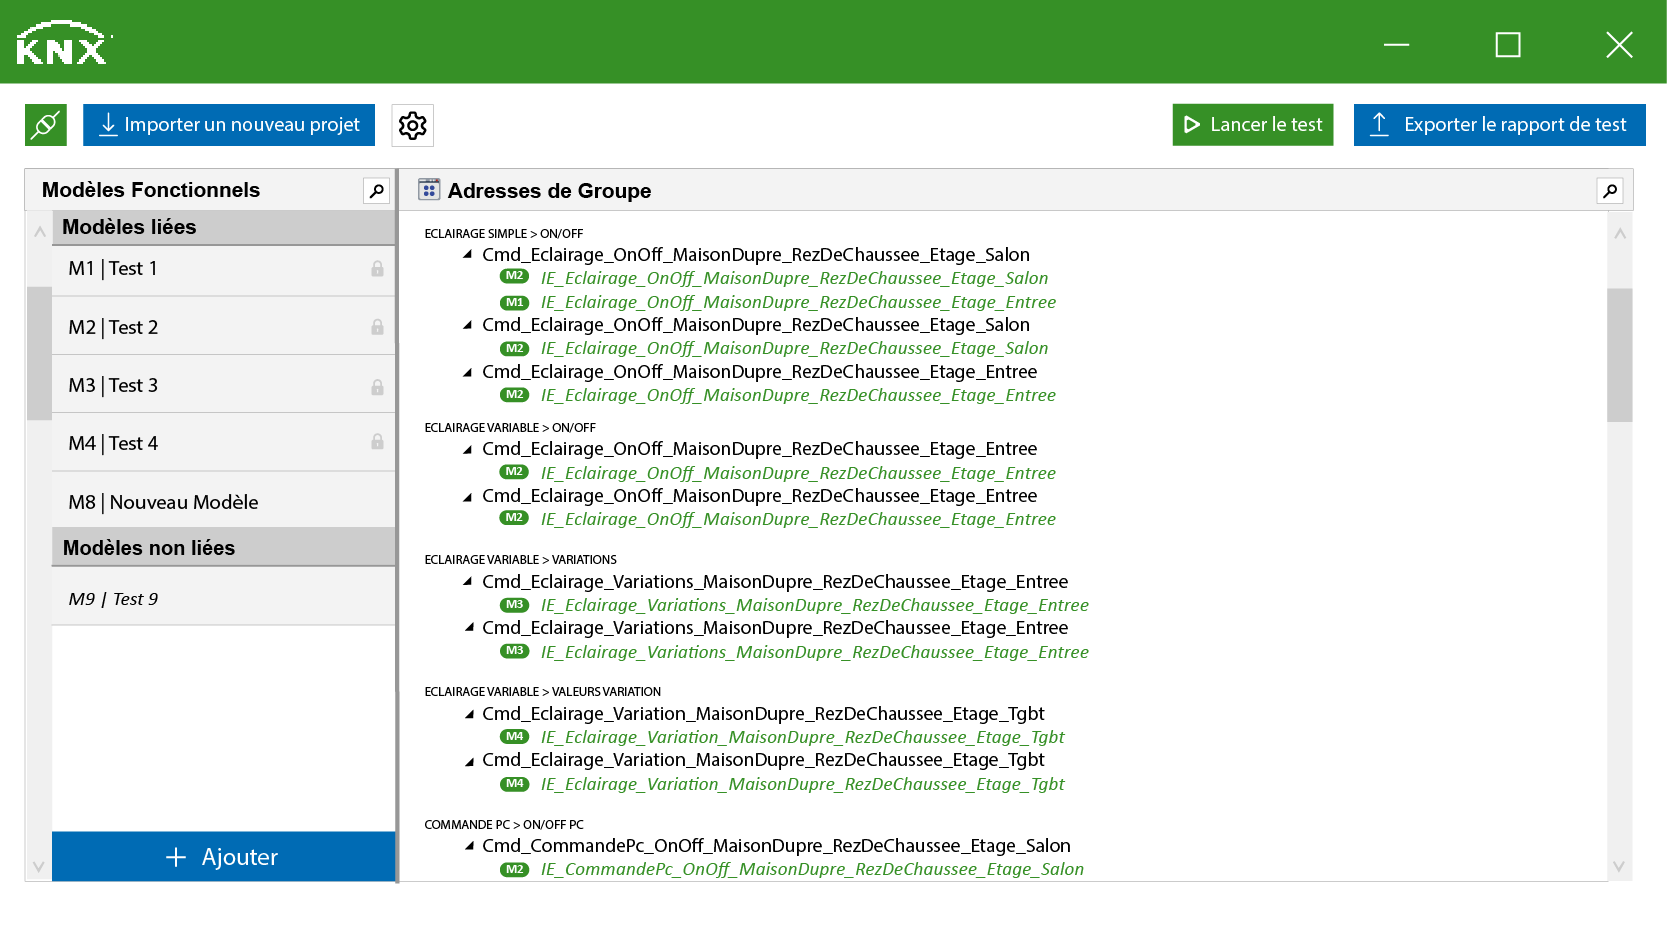 KNX
Importer un nouveau projet
Lancer le test
Exporter le rapport de test
Modèles Fonctionnels
Modèles liées
M1 | Test 1
M2 | Test 2
M3 | Test 3
M4 | Test 4
M8 | Nouveau Modèle
Modèles non liées
M9 | Test 9
Ajouter
Adresses de Groupe
ECLAIRAGE SIMPLE > ON/OFF
Cmd_Eclairage_OnOff_MaisonDupre_RezDeChaussee_Etage_Salon
M2 IE_Eclairage_OnOff_MaisonDupre_RezDeChaussee_Etage_Salon
M1 IE_Eclairage_OnOff_MaisonDupre_RezDeChaussee_Etage_Entree
Cmd_Eclairage_OnOff_MaisonDupre_RezDeChaussee_Etage_Salon
M2 IE_Eclairage_OnOff_MaisonDupre_RezDeChaussee_Etage_Salon
Cmd_Eclairage_OnOff_MaisonDupre_RezDeChaussee_Etage_Entree
M2 IE_Eclairage_OnOff_MaisonDupre_RezDeChaussee_Etage_Entree
ECLAIRAGE VARIABLE > ON/OFF
Cmd_Eclairage_OnOff_MaisonDupre_RezDeChaussee_Etage_Entree
M2 IE_Eclairage_OnOff_MaisonDupre_RezDeChaussee_Etage_Entree
Cmd_Eclairage_OnOff_MaisonDupre_RezDeChaussee_Etage_Entree
M2 IE_Eclairage_OnOff_MaisonDupre_RezDeChaussee_Etage_Entree
ECLAIRAGE VARIABLE > VARIATIONS
Cmd_Eclairage_Variations_MaisonDupre_RezDeChaussee_Etage_Entree
M3 IE_Eclairage_Variations_MaisonDupre_RezDeChaussee_Etage_Entree
Cmd_Eclairage_Variations_MaisonDupre_RezDeChaussee_Etage_Entree
M3 IE_Eclairage_Variations_MaisonDupre_RezDeChaussee_Etage_Entree
ECLAIRAGE VARIABLE > VALEURS VARIATION
Cmd_Eclairage_Variation_MaisonDupre_RezDeChaussee_Etage_Tgbt
M4 IE_Eclairage_Variation_MaisonDupre_RezDeChaussee_Etage_Tgbt
Cmd_Eclairage_Variation_MaisonDupre_RezDeChaussee_Etage_Tgbt
M4 IE_Eclairage_Variation_MaisonDupre_RezDeChaussee_Etage_Tgbt
COMMANDE PC > ON/OFF PC
Cmd_CommandePc_OnOff_MaisonDupre_RezDeChaussee_Etage_Salon
M2 IE_CommandePc_OnOff_MaisonDupre_RezDeChaussee_Etage_Salon